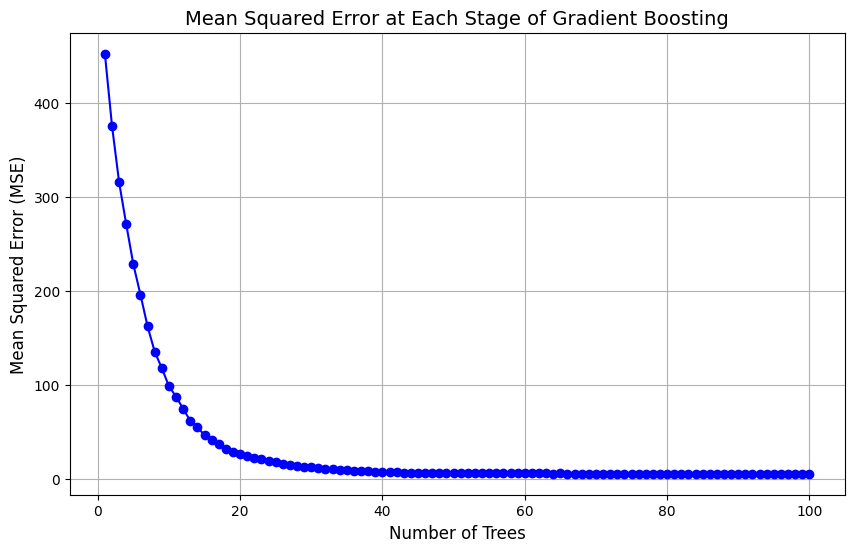 Mean Squared Error at Each Stage of Gradient Boosting
Mean Squared Error (MSE)
400
300
200
100
0
0 20 40 60 80 100
Number of Trees